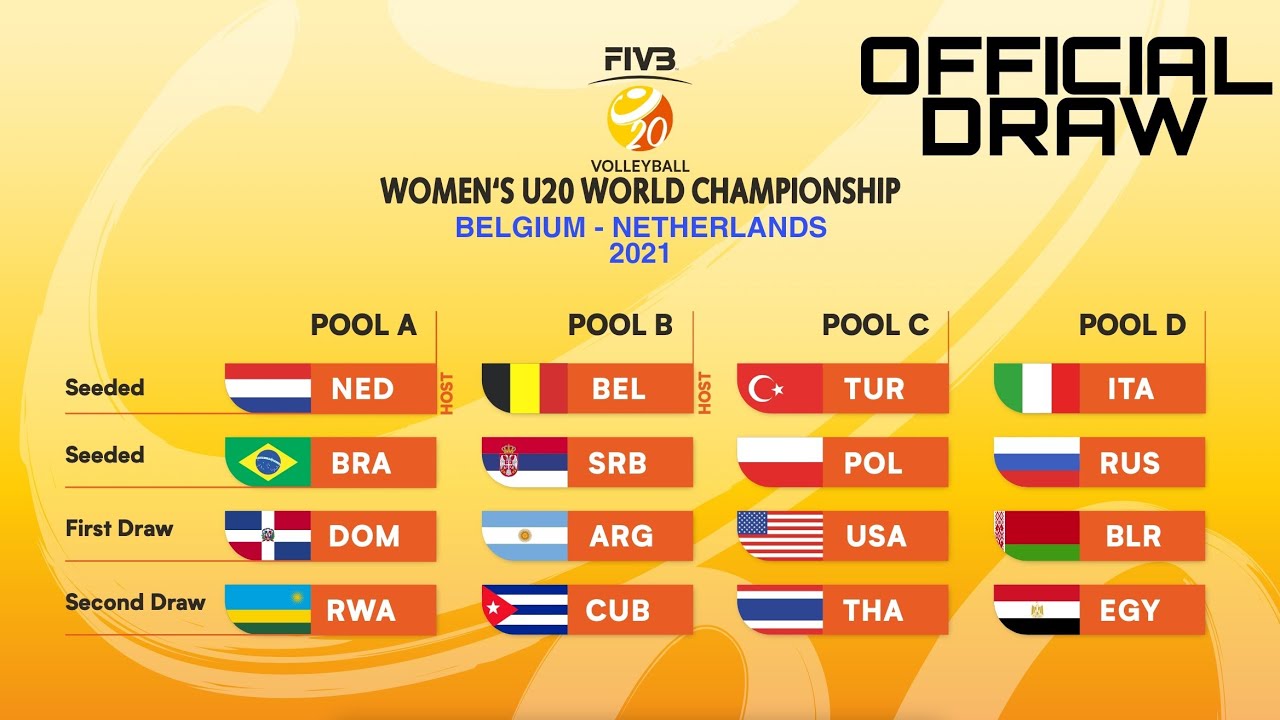 OFFICIAL
DRAW
FIVB
20
VOLLEYBALL
WOMEN'S U20 WORLD CHAMPIONSHIP
BELGIUM - NETHERLANDS
2021
POOL A POOL B POOL C POOL D
Seeded NED HOST BEL HOST TUR ITA
Seeded BRA SRB POL RUS
First Draw DOM ARG USA BLR
Second Draw RWA CUB THA EGY